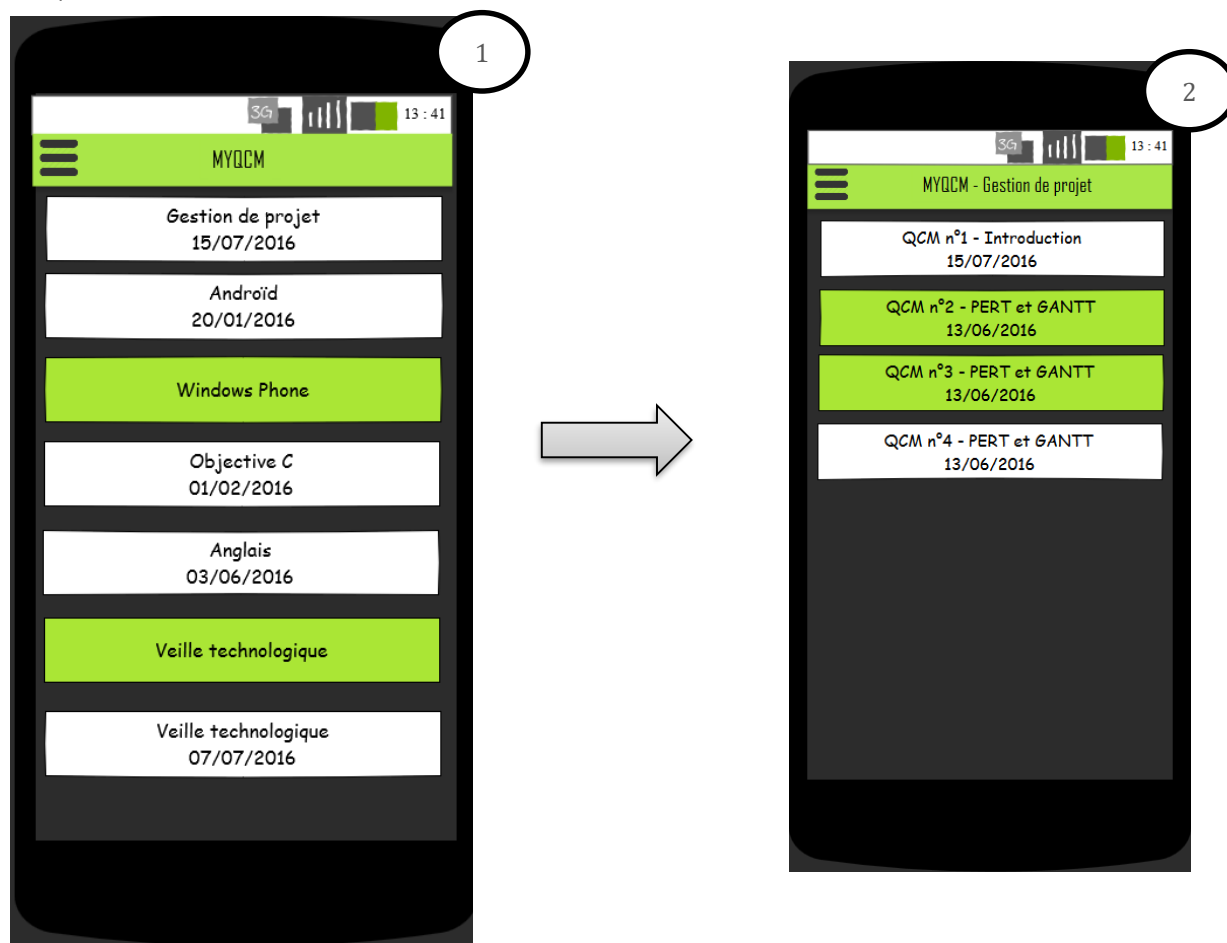 1
3G 13 : 41
MYQCM
Gestion de projet
15/07/2016
Androïd
20/01/2016
Windows Phone
Objective C
01/02/2016
Anglais
03/06/2016
Veille technologique
Veille technologique
07/07/2016
2
3G 13 : 41
MYQCM - Gestion de projet
QCM n°1 - Introduction
15/07/2016
QCM n°2 - PERT et GANTT
13/06/2016
QCM n°3 - PERT et GANTT
13/06/2016
QCM n°4 - PERT et GANTT
13/06/2016